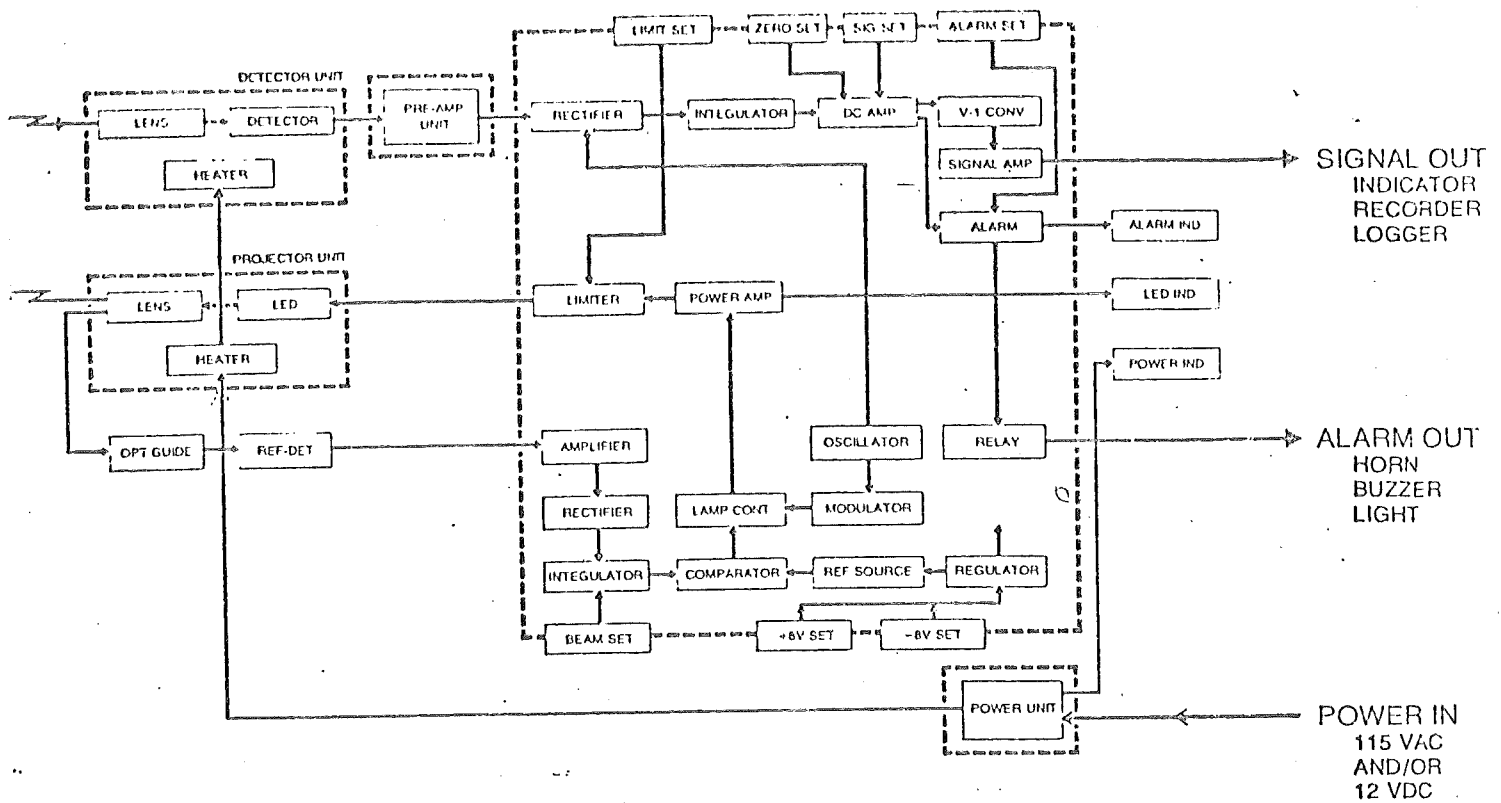 LIMIT SET
ZERO SET
SIG SET
ALARM SET
DETECTOR UNIT
LENS
DETECTOR
HEATER
PRE-AMP
UNIT
RECTIFIER
INTEGULATOR
DC AMP
V-1 CONV
SIGNAL AMP
SIGNAL OUT
INDICATOR
RECORDER
LOGGER
ALARM
ALARM IND
PROJECTOR UNIT
LENS
LED
HEATER
LIMITER
POWER AMP
LED IND
POWER IND
OPT GUIDE
REF-DET
AMPLIFIER
OSCILLATOR
RELAY
ALARM OUT
HORN
BUZZER
LIGHT
RECTIFIER
LAMP CONT
MODULATOR
INTEGULATOR
COMPARATOR
REF SOURCE
REGULATOR
BEAM SET
+8V SET
-8V SET
POWER UNIT
POWER IN
115 VAC
AND/OR
12 VDC